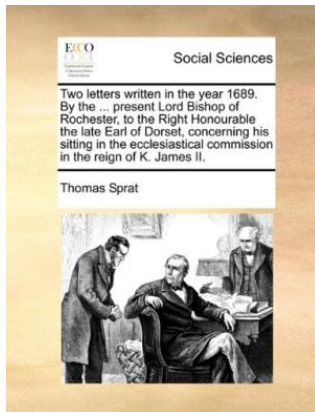 ECCO
Social Sciences
Two letters written in the year 1689.
By the ... present Lord Bishop of
Rochester, to the Right Honourable
the late Earl of Dorset, concerning his
sitting in the ecclesiastical commission
in the reign of K. James II.
Thomas Sprat